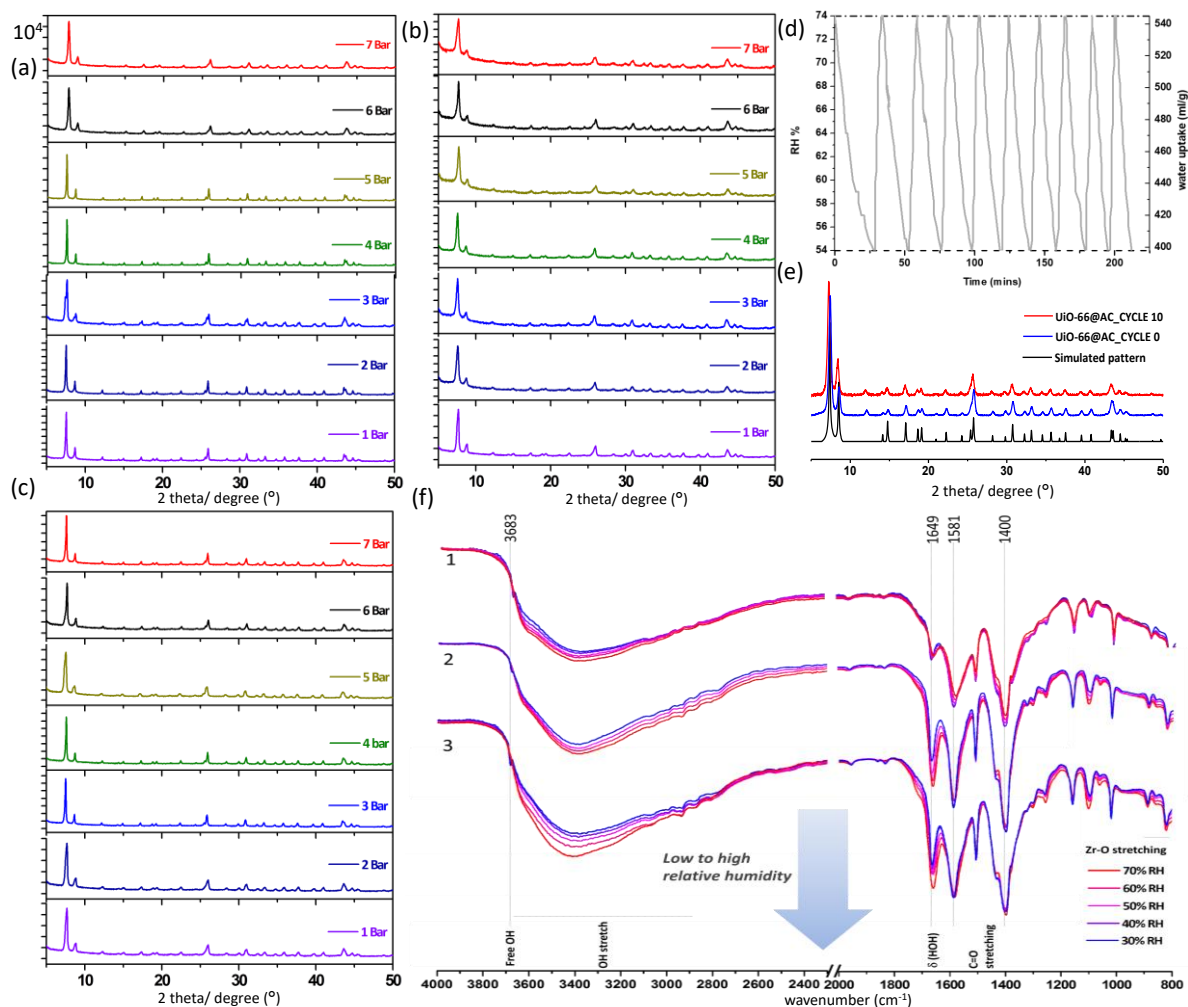 10⁴
(a)
7 Bar
6 Bar
5 Bar
4 Bar
3 Bar
2 Bar
1 Bar
10 20 30 40 50
2 theta/ degree (°)
(b)
7 Bar
6 Bar
5 Bar
4 Bar
3 Bar
2 Bar
1 Bar
10 20 30 40 50
2 theta/ degree (°)
(c)
7 Bar
6 Bar
5 Bar
4 bar
3 Bar
2 Bar
1 Bar
10 20 30 40 50
(d)
RH %
74
72
70
68
66
64
62
60
58
56
54
0 50 100 150 200
Time (mins)
540
520
500
480
460
440
420
400
water uptake (ml/g)
(e)
UiO-66@AC_CYCLE 10
UiO-66@AC_CYCLE 0
Simulated pattern
10 20 30 40 50
2 theta/ degree (°)
(f)
3683
1649
1581
1400
1
2
3
Low to high
relative humidity
Zr-O stretching
70% RH
60% RH
50% RH
40% RH
30% RH
Free OH
OH stretch
δ (HOH)
C=O
stretching
4000 3800 3600 3400 3200 3000 2800 2600 2400 2000 1800 1600 1400 1200 1000 800
wavenumber (cm⁻¹)